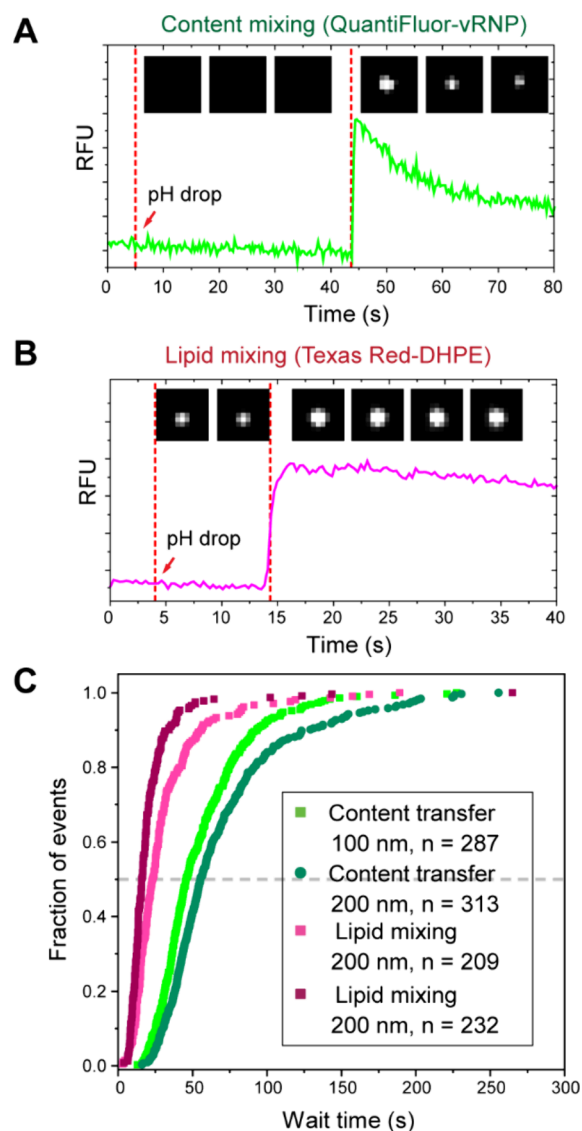 A
Content mixing (QuantiFluor-vRNP)
RFU
pH drop
0 10 20 30 40 50 60 70 80
Time (s)
B
Lipid mixing (Texas Red-DHPE)
RFU
pH drop
0 5 10 15 20 25 30 35 40
Time (s)
C
1.0
0.8
0.6
0.4
0.2
0.0
Fraction of events
Content transfer
100 nm, n = 287
Content transfer
200 nm, n = 313
Lipid mixing
200 nm, n = 209
Lipid mixing
200 nm, n = 232
0 50 100 150 200 250 300
Wait time (s)